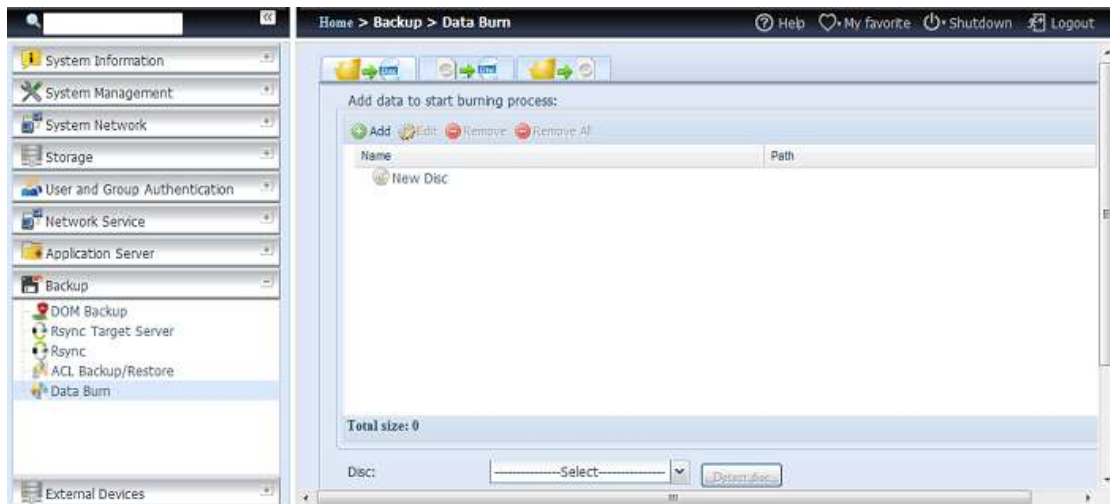 Home > Backup > Data Burn
Help My favorite Shutdown Logout
System Information
System Management
System Network
Storage
User and Group Authentication
Network Service
Application Server
Backup
DOM Backup
Rsync Target Server
Rsync
ACL Backup/Restore
Data Burn
External Devices
Add data to start burning process:
Add Edit Remove Remove All
Name Path
New Disc
Total size: 0
Disc: --------------Select-------------- Detect disc